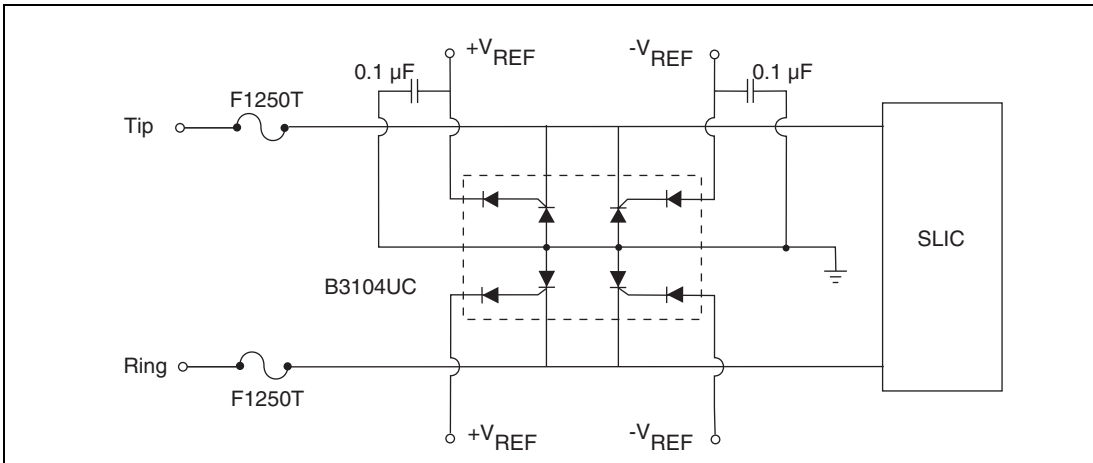 +VREF
-VREF
0.1 µF
0.1 µF
F1250T
Tip
SLIC
B3104UC
Ring
F1250T
+VREF
-VREF